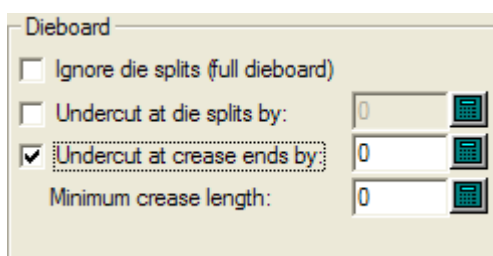 Dieboard
Ignore die splits (full dieboard)
Undercut at die splits by: 0
Undercut at crease ends by: 0
Minimum crease length: 0